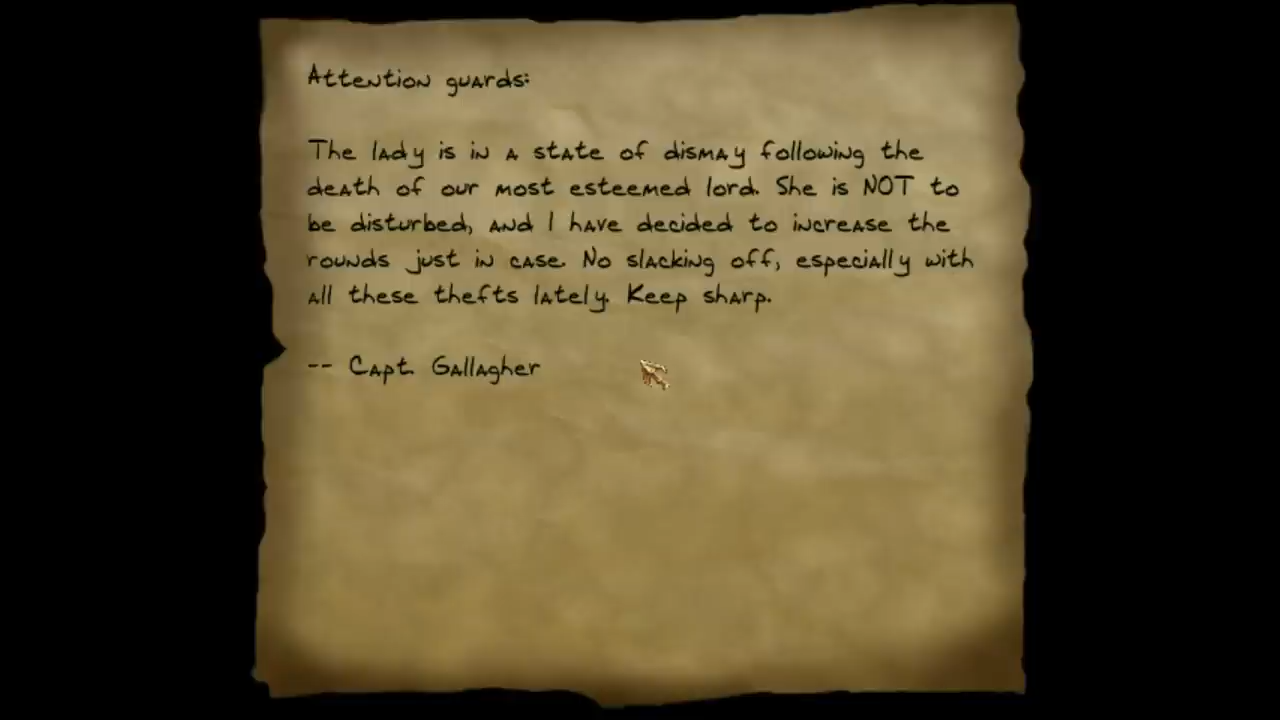 Attention guards:
The lady is in a state of dismay following the
death of our most esteemed lord. She is NOT to
be disturbed, and I have decided to increase the
rounds just in case. No slacking off, especially with
all these thefts lately. Keep sharp.
-- Capt. Gallagher